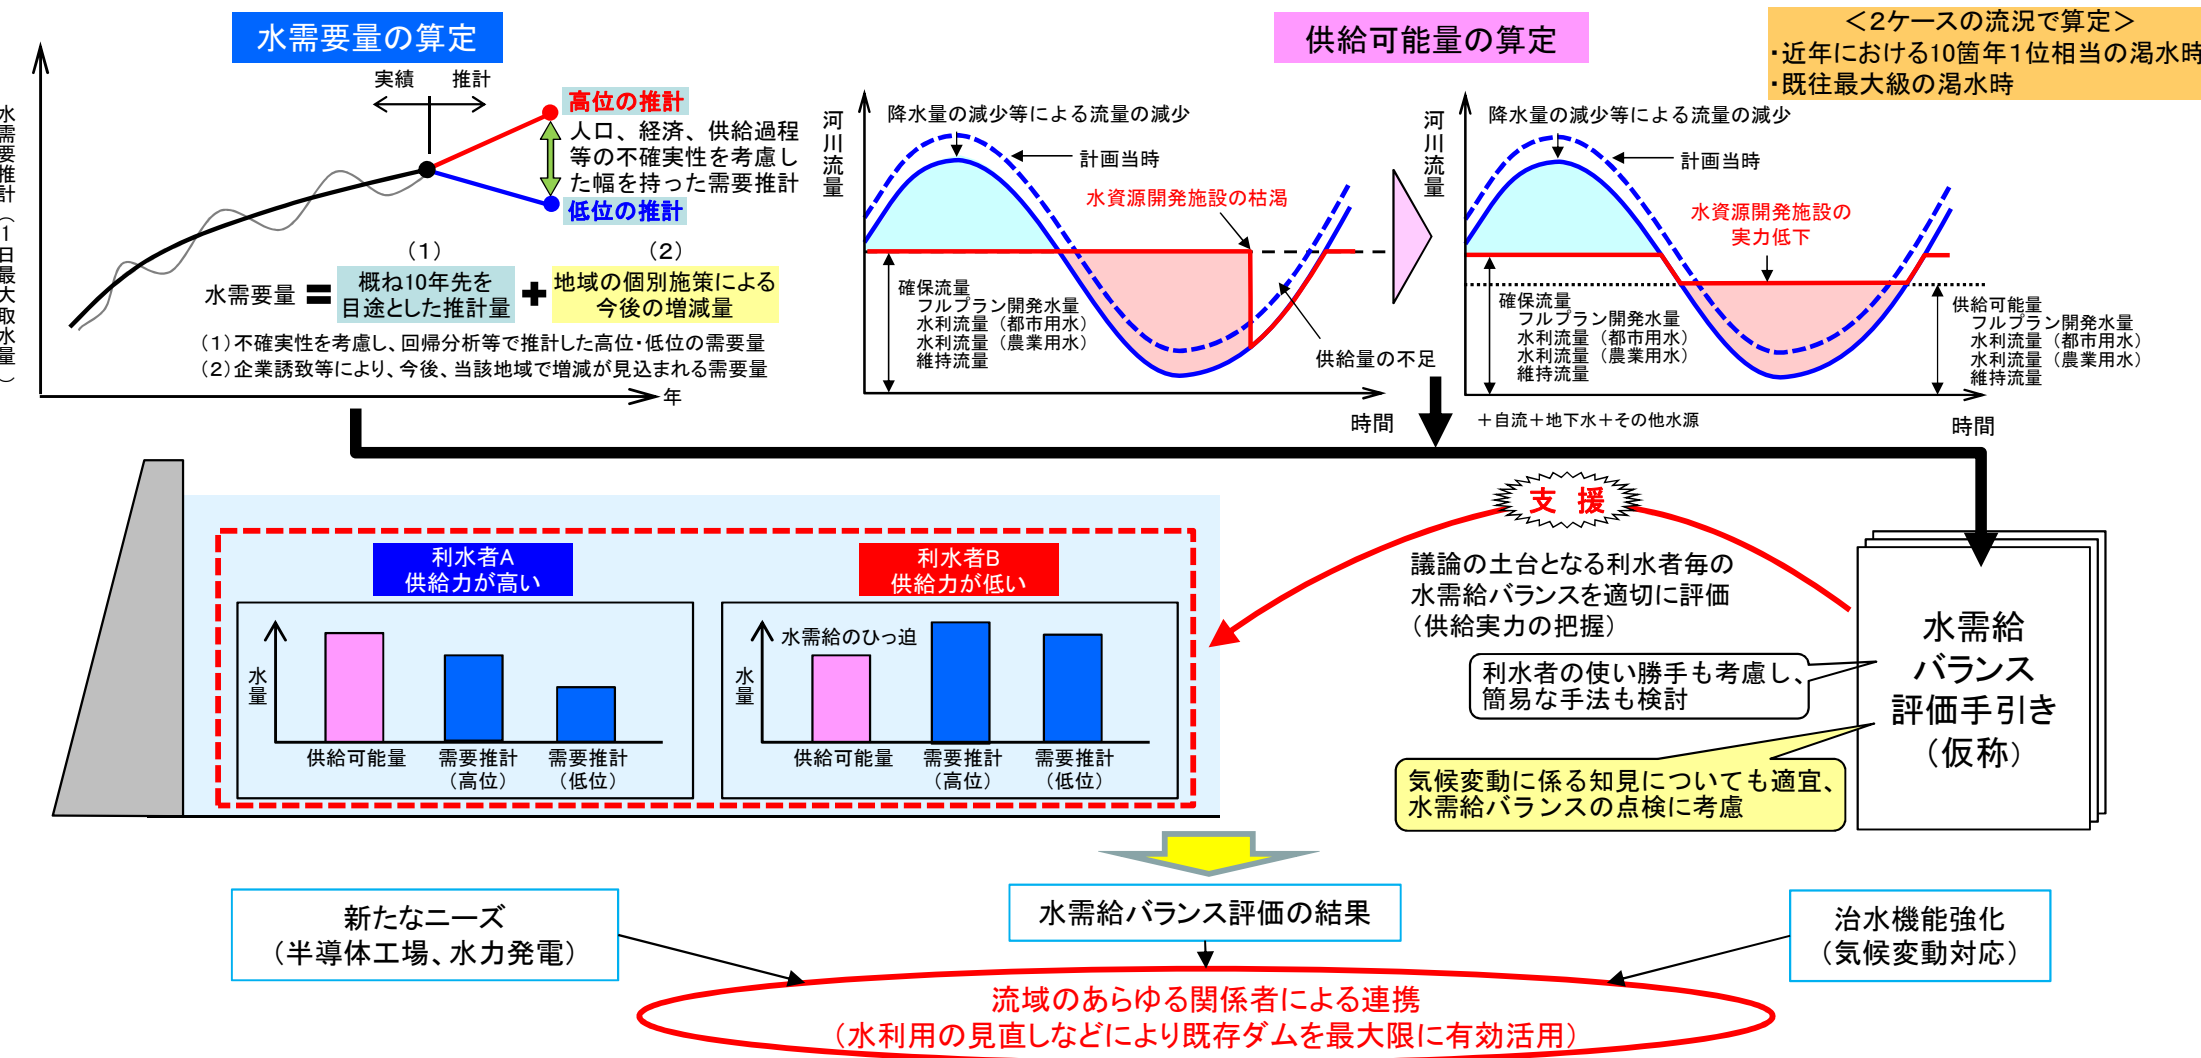 水需要量の算定
供給可能量の算定
＜2ケースの流況で算定＞
・近年における10箇年1位相当の渇水時
・既往最大級の渇水時
水需要推計（1日最大取水量）
実績
推計
高位の推計
人口、経済、供給過程
等の不確実性を考慮し
た幅を持った需要推計
低位の推計
（1）
（2）
水需要量
＝
概ね10年先を
目途とした推計量
＋
地域の個別施策による
今後の増減量
（1）不確実性を考慮し、回帰分析等で推計した高位・低位の需要量
（2）企業誘致等により、今後、当該地域で増減が見込まれる需要量
年
河川流量
降水量の減少等による流量の減少
計画当時
水資源開発施設の枯渇
確保流量
フルプラン開発水量
水利流量（都市用水）
水利流量（農業用水）
維持流量
供給量の不足
時間
河川流量
降水量の減少等による流量の減少
計画当時
水資源開発施設の
実力低下
確保流量
フルプラン開発水量
水利流量（都市用水）
水利流量（農業用水）
維持流量
供給可能量
フルプラン開発水量
水利流量（都市用水）
水利流量（農業用水）
維持流量
＋自流＋地下水＋その他水源
時間
利水者A
供給力が高い
水量
供給可能量
需要推計
（高位）
需要推計
（低位）
利水者B
供給力が低い
水需給のひっ迫
水量
供給可能量
需要推計
（高位）
需要推計
（低位）
支 援
議論の土台となる利水者毎の
水需給バランスを適切に評価
（供給実力の把握）
利水者の使い勝手も考慮し、
簡易な手法も検討
気候変動に係る知見についても適宜、
水需給バランスの点検に考慮
水需給
バランス
評価手引き
（仮称）
新たなニーズ
（半導体工場、水力発電）
水需給バランス評価の結果
治水機能強化
（気候変動対応）
流域のあらゆる関係者による連携
（水利用の見直しなどにより既存ダムを最大限に有効活用）